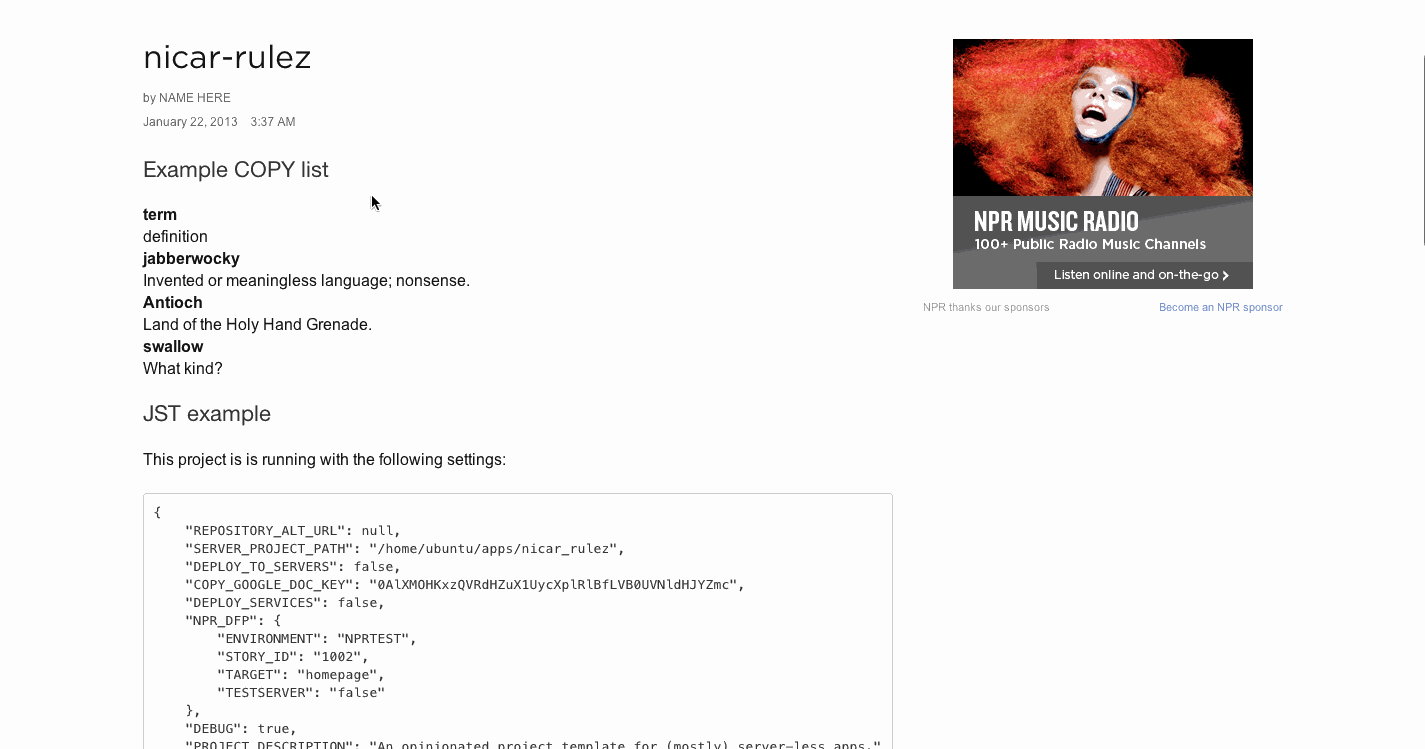 nicar-rulez
by NAME HERE
January 22, 2013 3:37 AM
Example COPY list
term
definition
jabberwocky
Invented or meaningless language; nonsense.
Antioch
Land of the Holy Hand Grenade.
swallow
What kind?
JST example
This project is is running with the following settings:
{
"REPOSITORY_ALT_URL": null,
"SERVER_PROJECT_PATH": "/home/ubuntu/apps/nicar_rulez",
"DEPLOY_TO_SERVERS": false,
"COPY_GOOGLE_DOC_KEY": "0AlXMOHKxzQVRdHZuX1UycXplRlBfLVB0UVNldHJYZmc",
"DEPLOY_SERVICES": false,
"NPR_DFP": {
"ENVIRONMENT": "NPRTEST",
"STORY_ID": "1002",
"TARGET": "homepage",
"TESTSERVER": "false"
},
"DEBUG": true,
"PROJECT_DESCRIPTION": "An opinionated project template for (mostly) server-less apps."
NPR MUSIC RADIO
100+ Public Radio Music Channels
Listen online and on-the-go >
NPR thanks our sponsors
Become an NPR sponsor